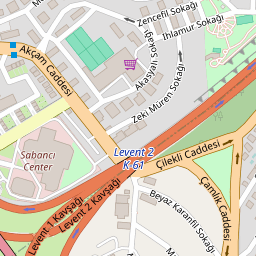 Zencefil Sokağı
Ihlamur Sokağı
Akçam Caddesi
Akasyalı Sokağı
Zeki Müren Sokağı
Sabancı
Center
Levent 2
K 61
Çilekli Caddesi
Levent 1 Kavşağı
Levent 2 Kavşağı
Beyaz Karanfil Sokağı
Çamlık Caddesi